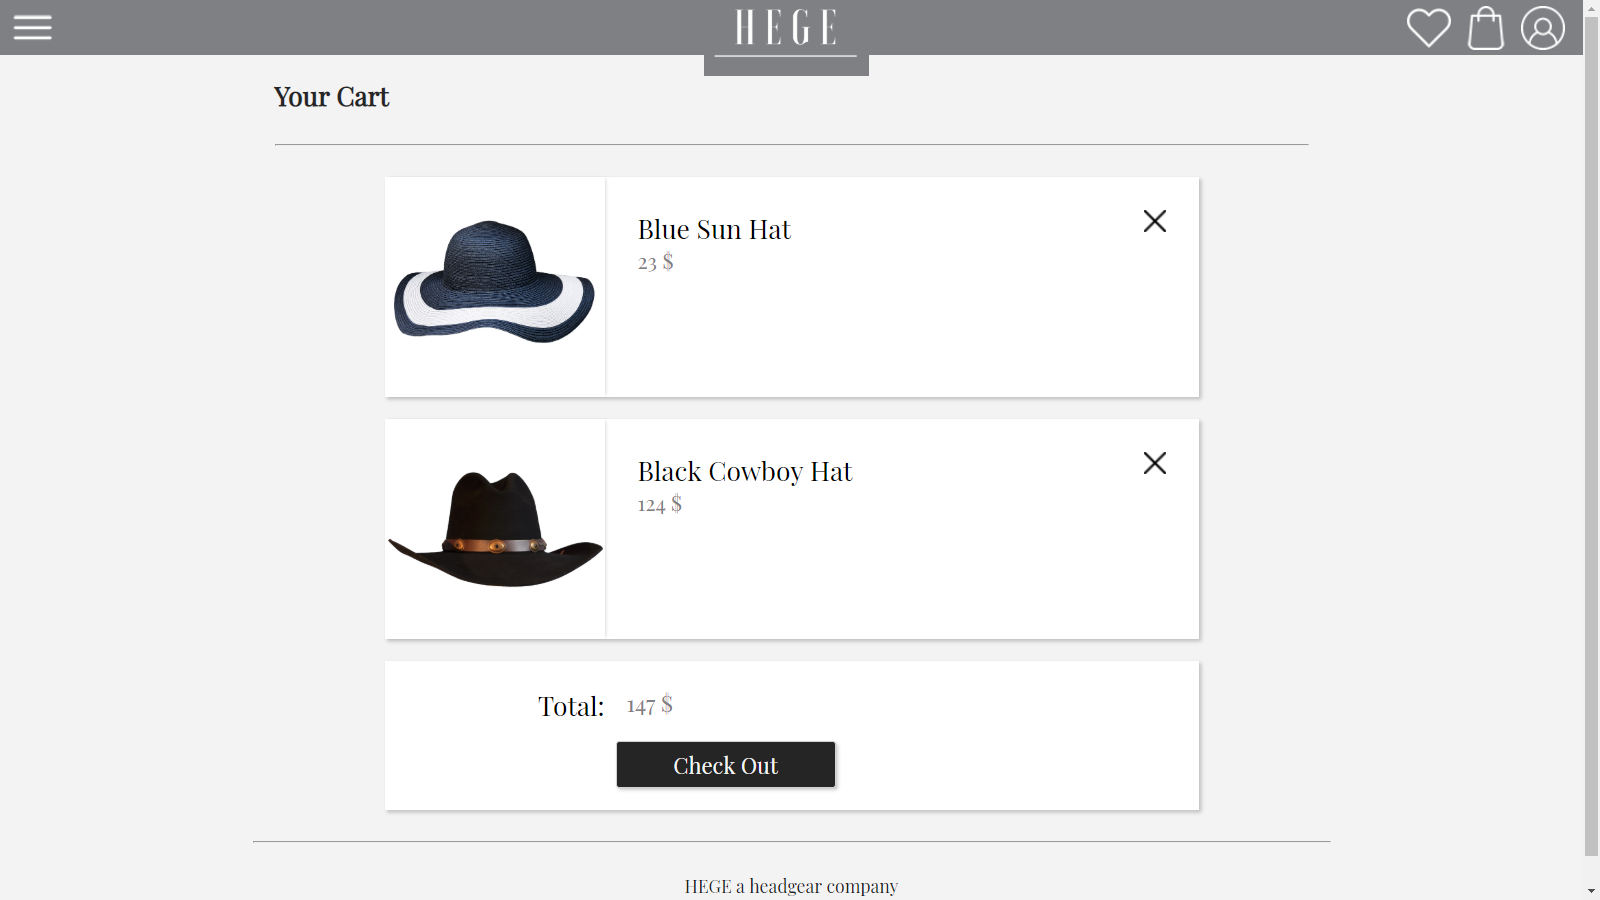 HEGE
Your Cart
Blue Sun Hat
23 $
Black Cowboy Hat
124 $
Total: 147 $
Check Out
HEGE a headgear company